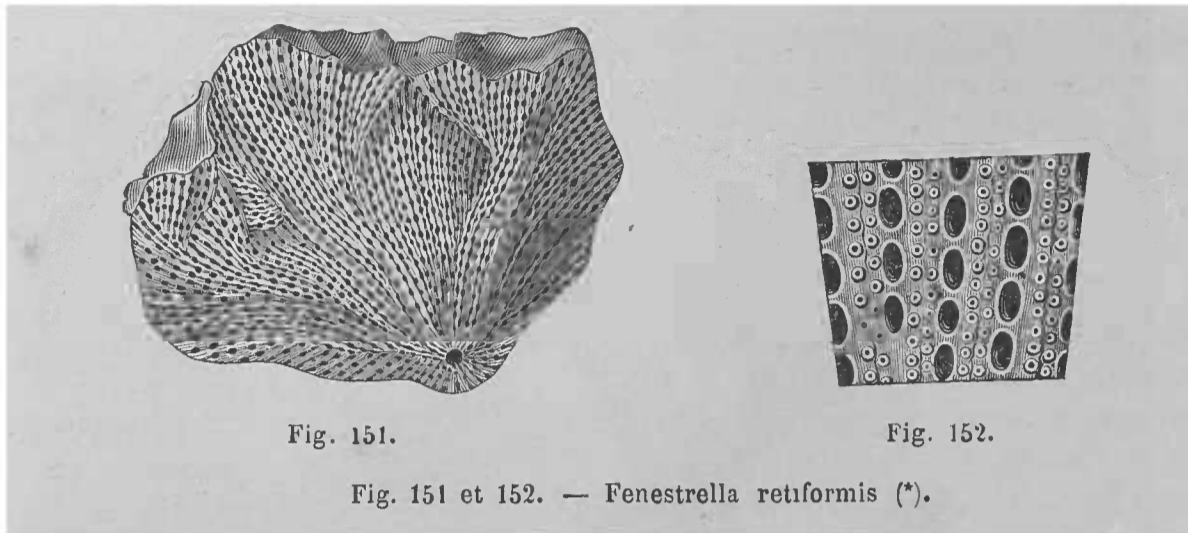 Fig. 151.
Fig. 152.
Fig. 151 et 152. — Fenestrella retiformis (*).